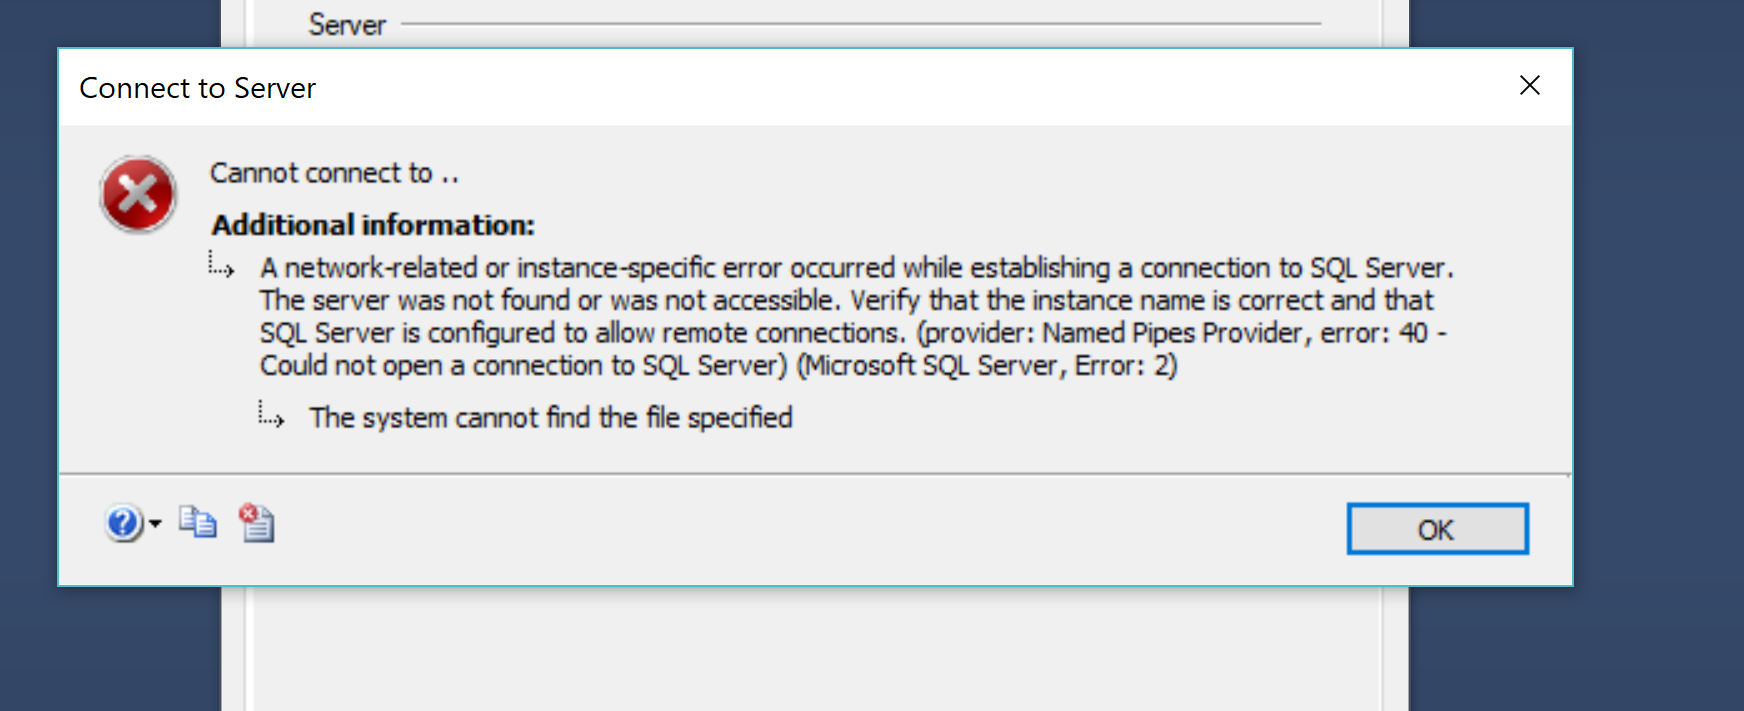 Server
Connect to Server
Cannot connect to ..
Additional information:
A network-related or instance-specific error occurred while establishing a connection to SQL Server.
The server was not found or was not accessible. Verify that the instance name is correct and that
SQL Server is configured to allow remote connections. (provider: Named Pipes Provider, error: 40 -
Could not open a connection to SQL Server) (Microsoft SQL Server, Error: 2)
The system cannot find the file specified
OK